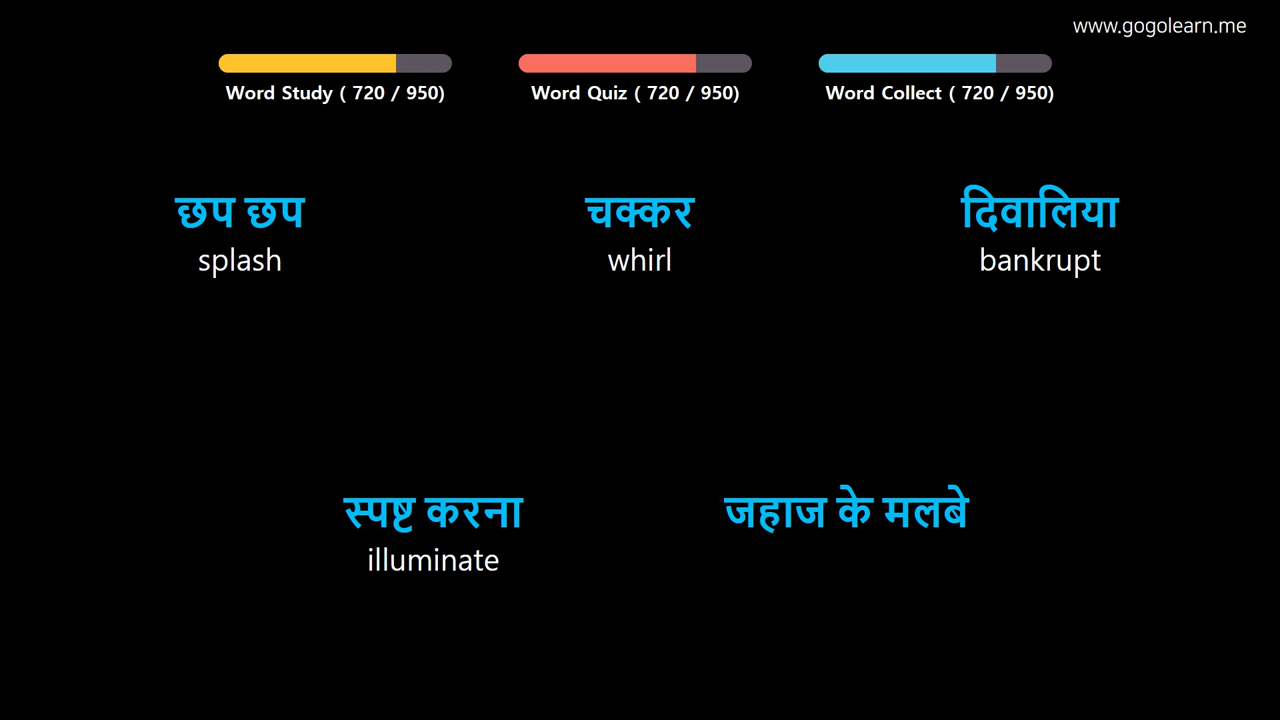 www.gogolearn.me
Word Study ( 720 / 950)
Word Quiz ( 720 / 950)
Word Collect ( 720 / 950)
छप छप
splash
चक्कर
whirl
दिवालिया
bankrupt
स्पष्ट करना
illuminate
जहाज के मलबे